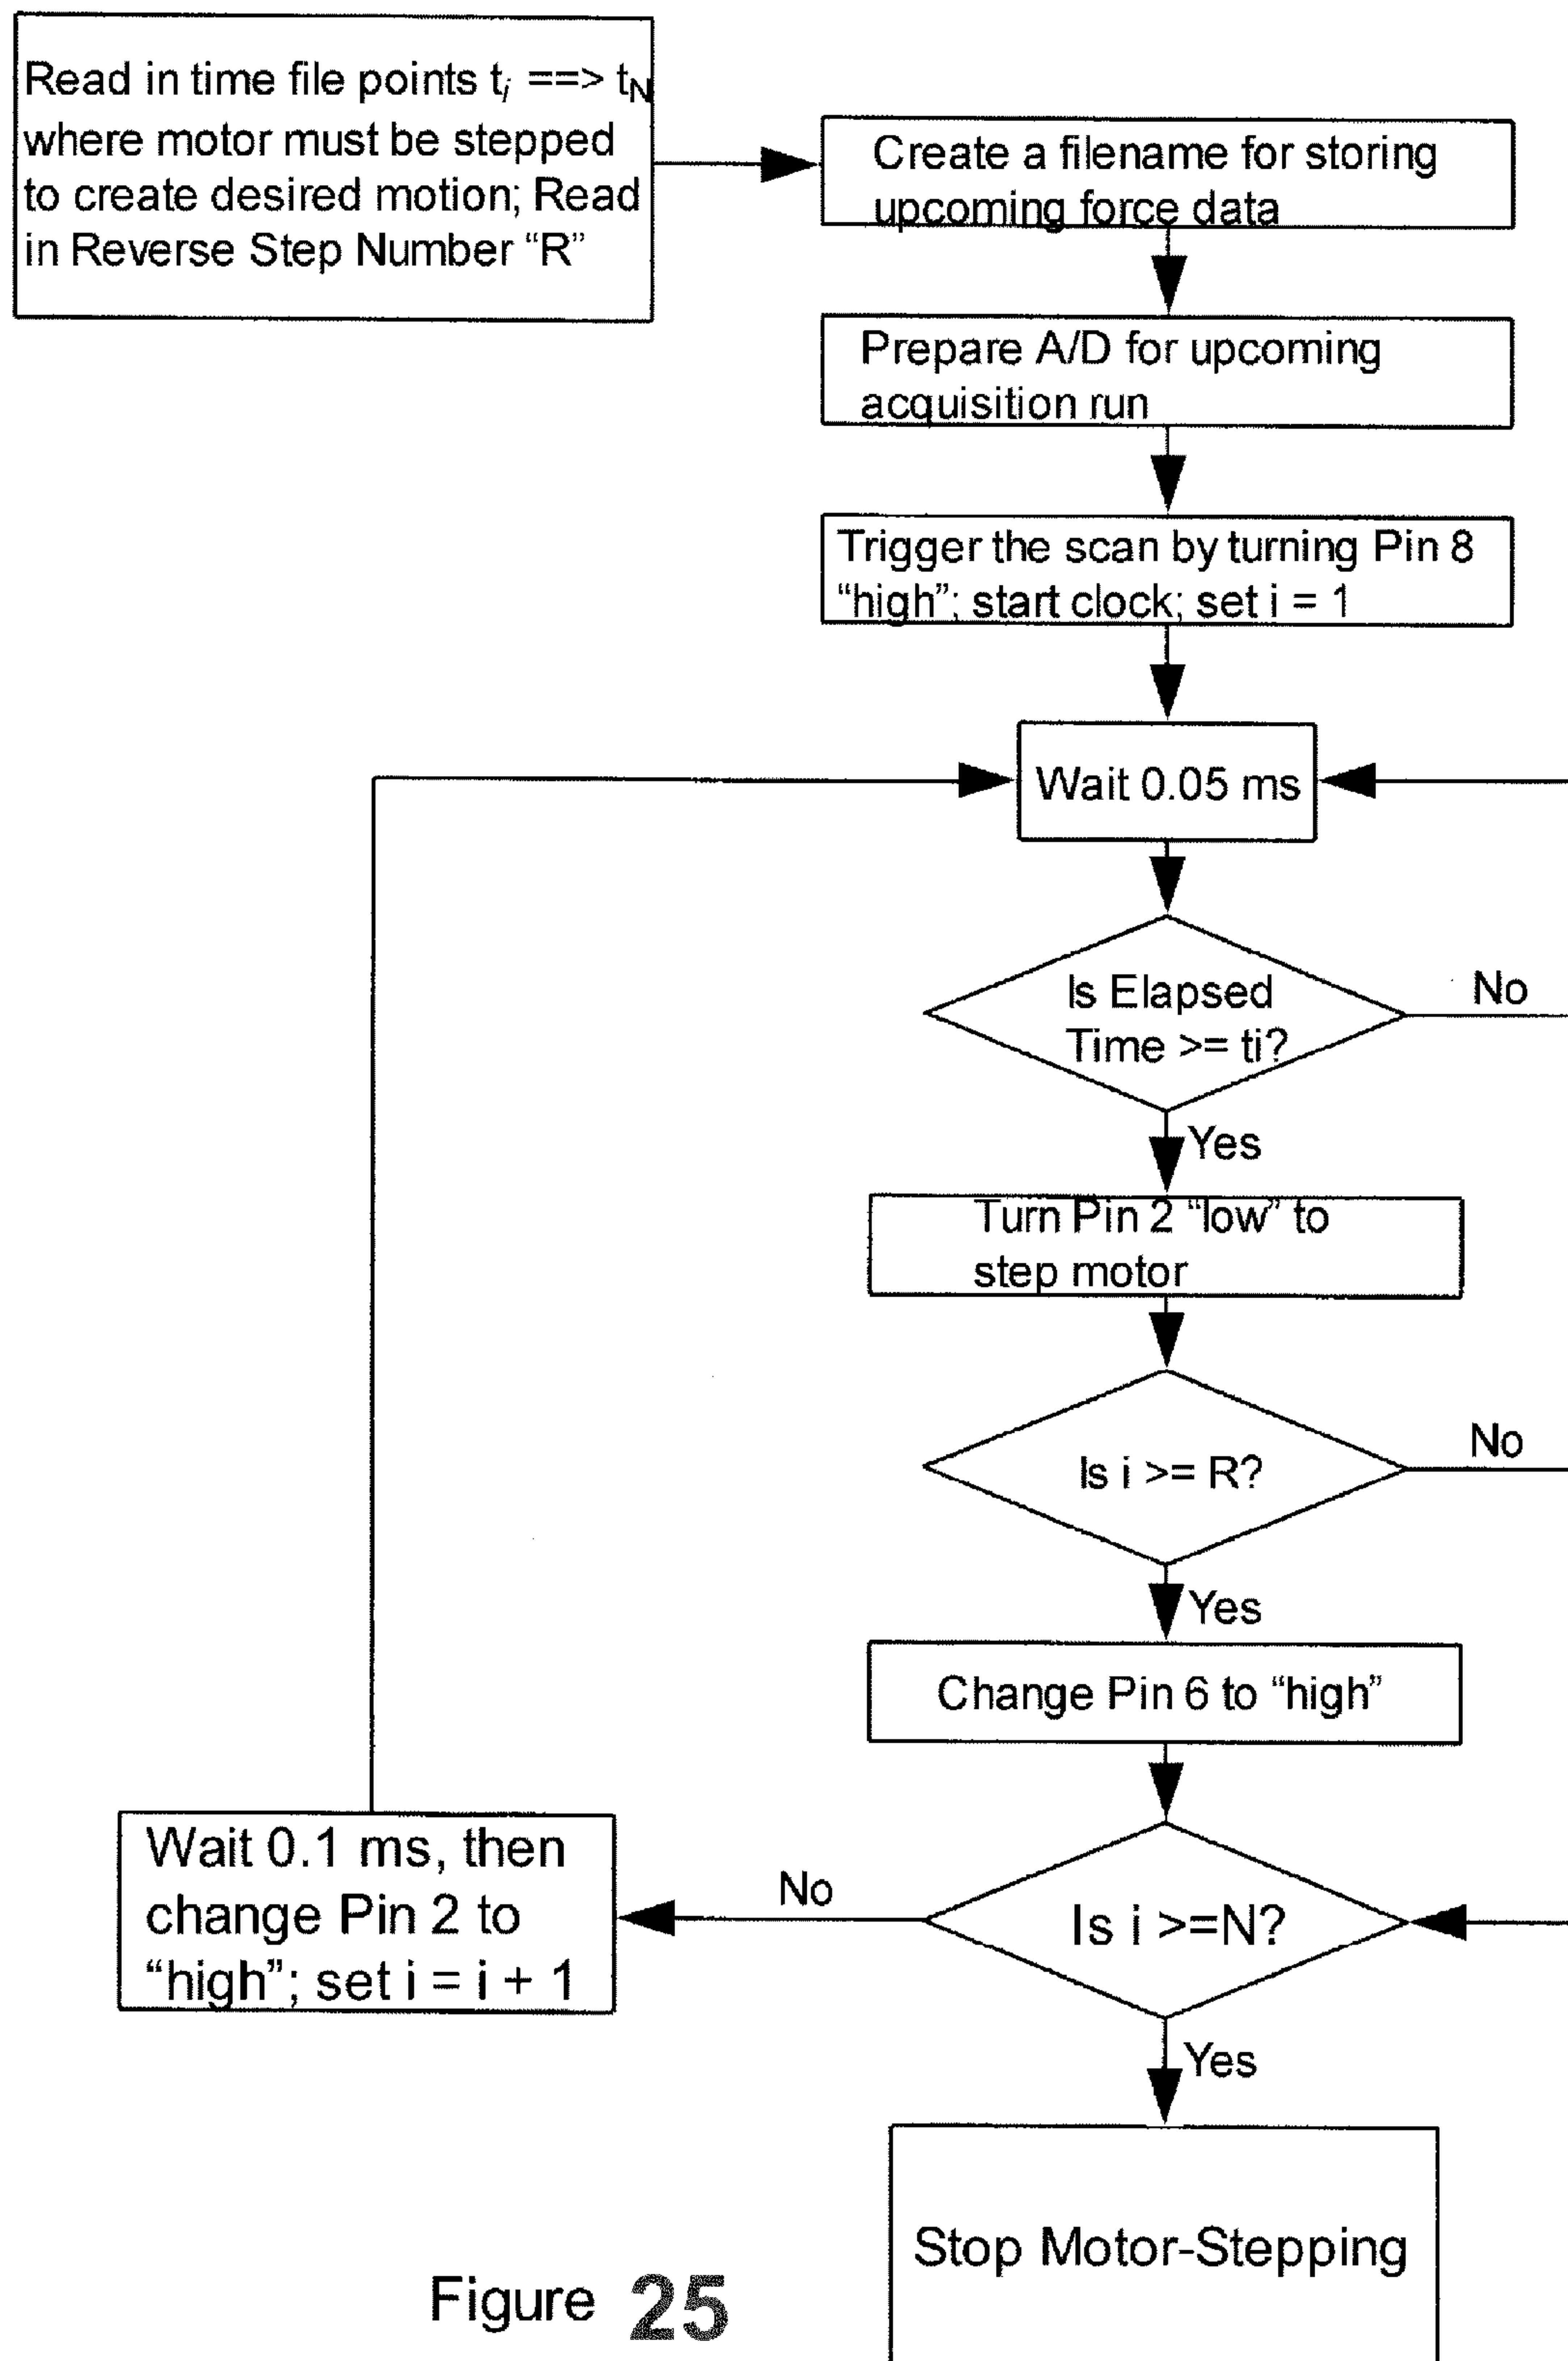 Read in time file points ti ==> tN
where motor must be stepped
to create desired motion; Read
in Reverse Step Number “R”
Create a filename for storing
upcoming force data
Prepare A/D for upcoming
acquisition run
Trigger the scan by turning Pin 8
“high”; start clock; set i = 1
Wait 0.05 ms
Is Elapsed
Time >= ti?
No
Yes
Turn Pin 2 “low” to
step motor
Is i >= R?
No
Yes
Change Pin 6 to “high”
Is i >=N?
No
Wait 0.1 ms, then
change Pin 2 to
“high”; set i = i + 1
Yes
Stop Motor-Stepping
Figure 25